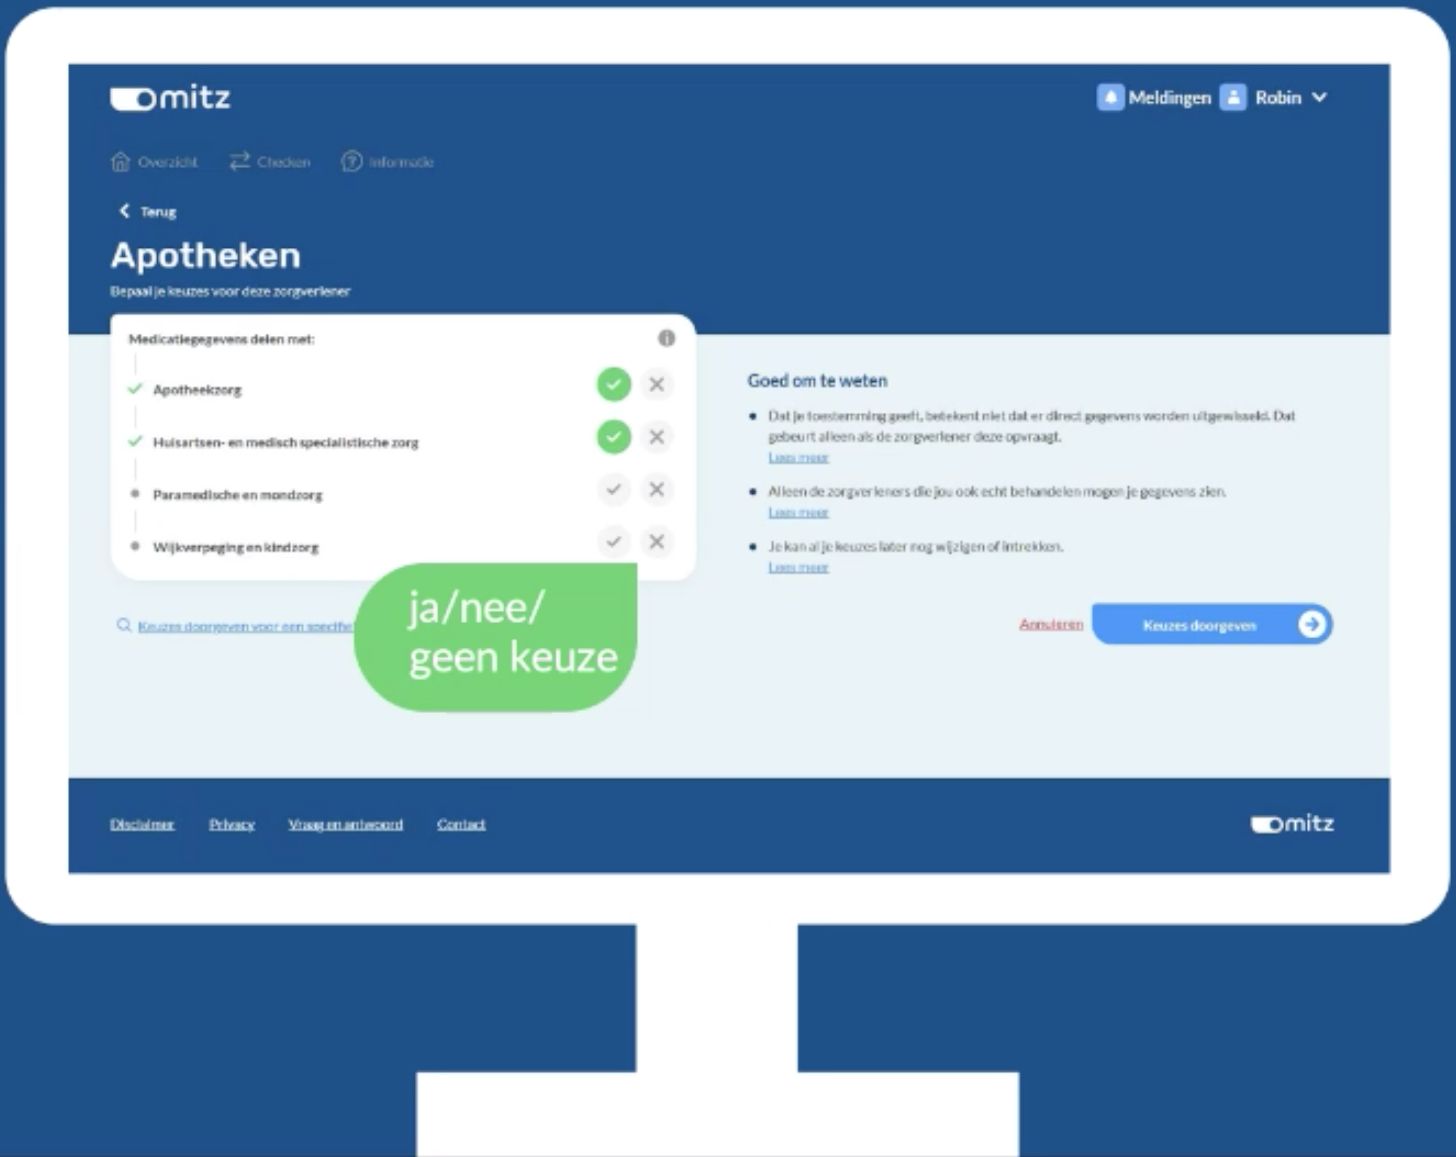 mitz
Meldingen Robin
Overzicht Checken Informatie
Terug
Apotheken
Bepaal je keuzes voor deze zorgverlener
Medicatiegegevens delen met:
Apotheekzorg
Huisartsen- en medisch specialistische zorg
Paramedische en mondzorg
Wijkverpeging en kindzorg
Keuzes doorgeven voor een specifie
ja/nee/
geen keuze
Goed om te weten
Dat je toestemming geeft, betekent niet dat er direct gegevens worden uitgewisseld. Dat
gebeurt alleen als de zorgverlener deze opvraagt.
Lees meer
Alleen de zorgverleners die jou ook echt behandelen mogen je gegevens zien.
Lees meer
Je kan al je keuzes later nog wijzigen of intrekken.
Lees meer
Annuleren Keuzes doorgeven
Disclaimer Privacy Vraag en antwoord Contact
mitz